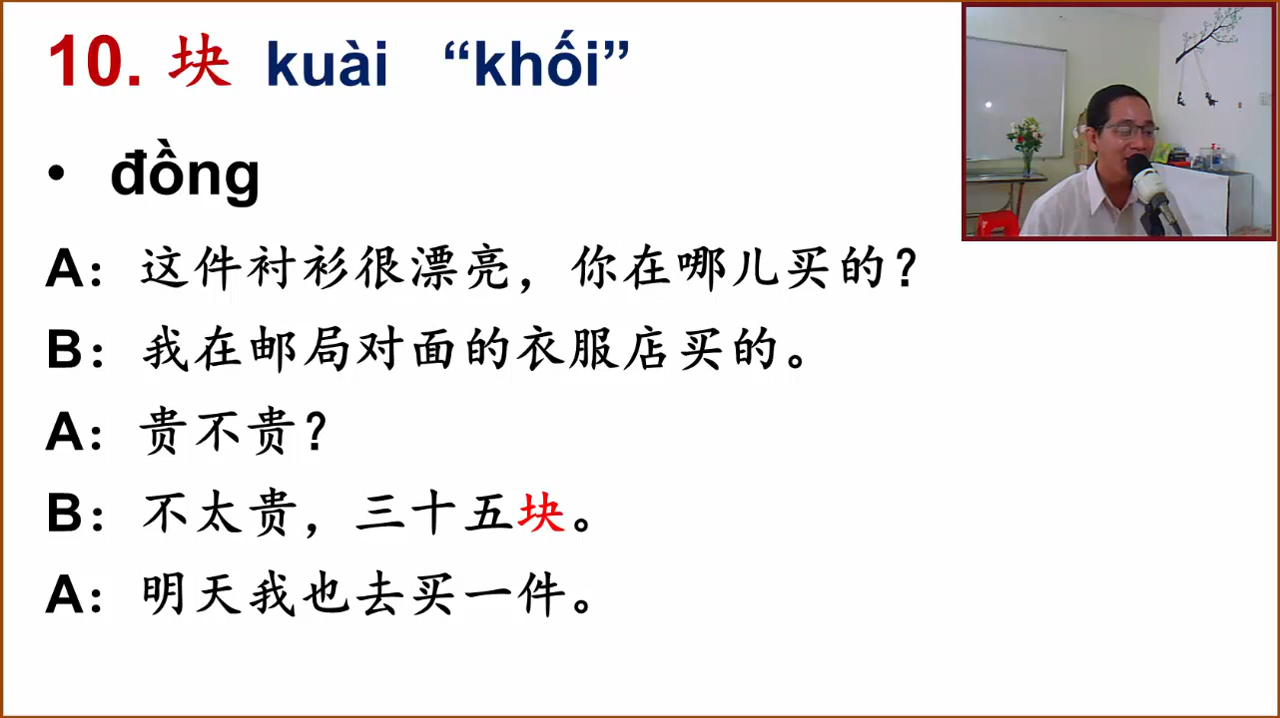 10. 块 kuài “khối”
• đồng
A：这件衬衫很漂亮，你在哪儿买的？
B：我在邮局对面的衣服店买的。
A：贵不贵？
B：不太贵，三十五块。
A：明天我也去买一件。